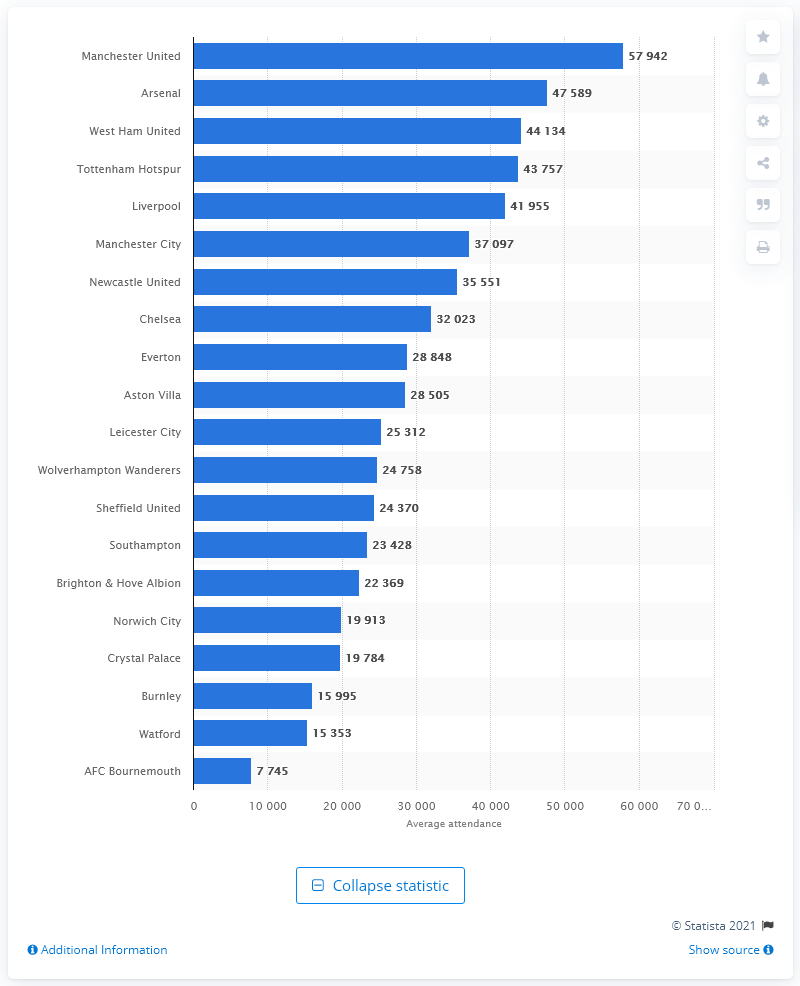 Manchester United 57 942
Arsenal 47 589
West Ham United 44 134
Tottenham Hotspur 43 757
Liverpool 41 955
Manchester City 37 097
Newcastle United 35 551
Chelsea 32 023
Everton 28 848
Aston Villa 28 505
Leicester City 25 312
Wolverhampton Wanderers 24 758
Sheffield United 24 370
Southampton 23 428
Brighton & Hove Albion 22 369
Norwich City 19 913
Crystal Palace 19 784
Burnley 15 995
Watford 15 353
AFC Bournemouth 7 745
0 10 000 20 000 30 000 40 000 50 000 60 000 70 0...
Average attendance
Collapse statistic
© Statista 2021
Additional Information Show source